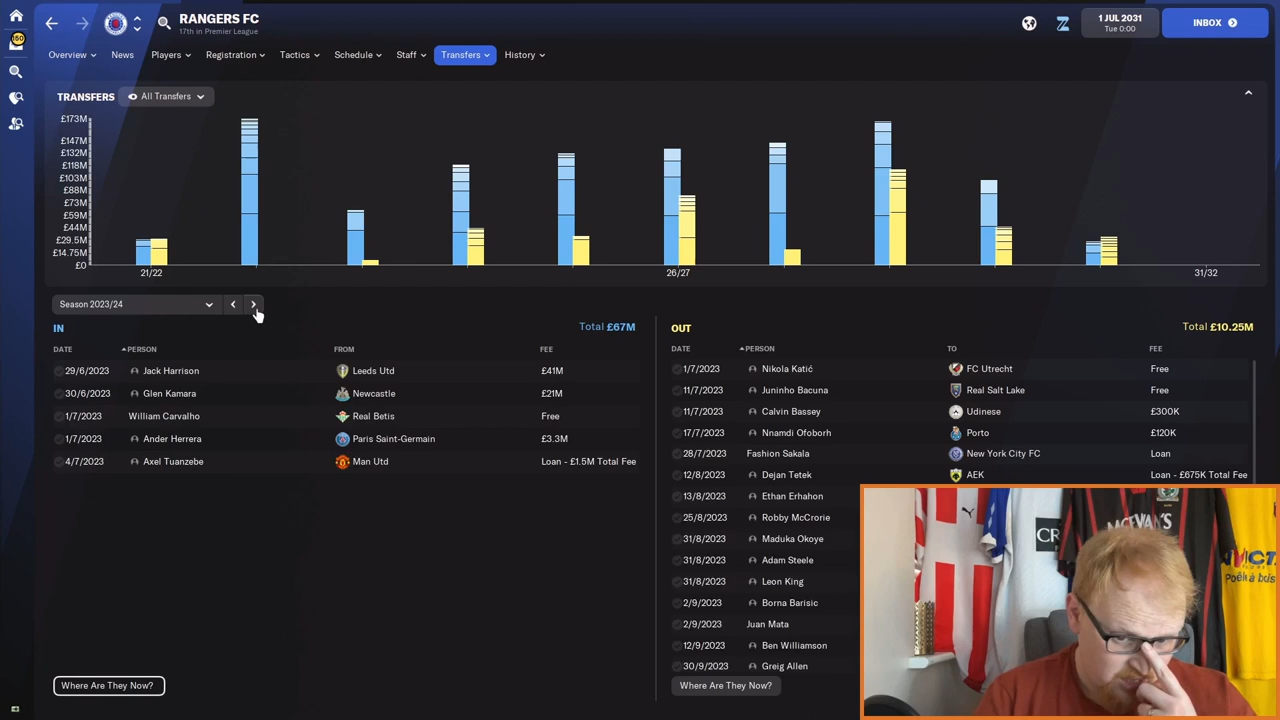 RANGERS FC
17th in Premier League
150
1 JUL 2031
Tue 0:00
INBOX
Overview
News
Players
Registration
Tactics
Schedule
Staff
Transfers
History
TRANSFERS
All Transfers
£173M
£147M
£132M
£118M
£103M
£88M
£73M
£59M
£44M
£29.5M
£14.75M
£0
21/22
26/27
31/32
Season 2023/24
IN
Total £67M
DATE PERSON FROM FEE
29/6/2023 Jack Harrison Leeds Utd £41M
30/6/2023 Glen Kamara Newcastle £21M
1/7/2023 William Carvalho Real Betis Free
1/7/2023 Ander Herrera Paris Saint-Germain £3.3M
4/7/2023 Axel Tuanzebe Man Utd Loan - £1.5M Total Fee
Where Are They Now?
OUT
Total £10.25M
DATE PERSON TO FEE
1/7/2023 Nikola Katić FC Utrecht Free
11/7/2023 Juninho Bacuna Real Salt Lake Free
11/7/2023 Calvin Bassey Udinese £300K
17/7/2023 Nnamdi Ofoborh Porto £120K
28/7/2023 Fashion Sakala New York City FC Loan
12/8/2023 Dejan Tetek AEK Loan - £675K Total Fee
13/8/2023 Ethan Erhahon
25/8/2023 Robby McCrorie
31/8/2023 Maduka Okoye
31/8/2023 Adam Steele
31/8/2023 Leon King
2/9/2023 Borna Barisic
2/9/2023 Juan Mata
12/9/2023 Ben Williamson
30/9/2023 Greig Allen
Where Are They Now?
CR
McEWAN'S